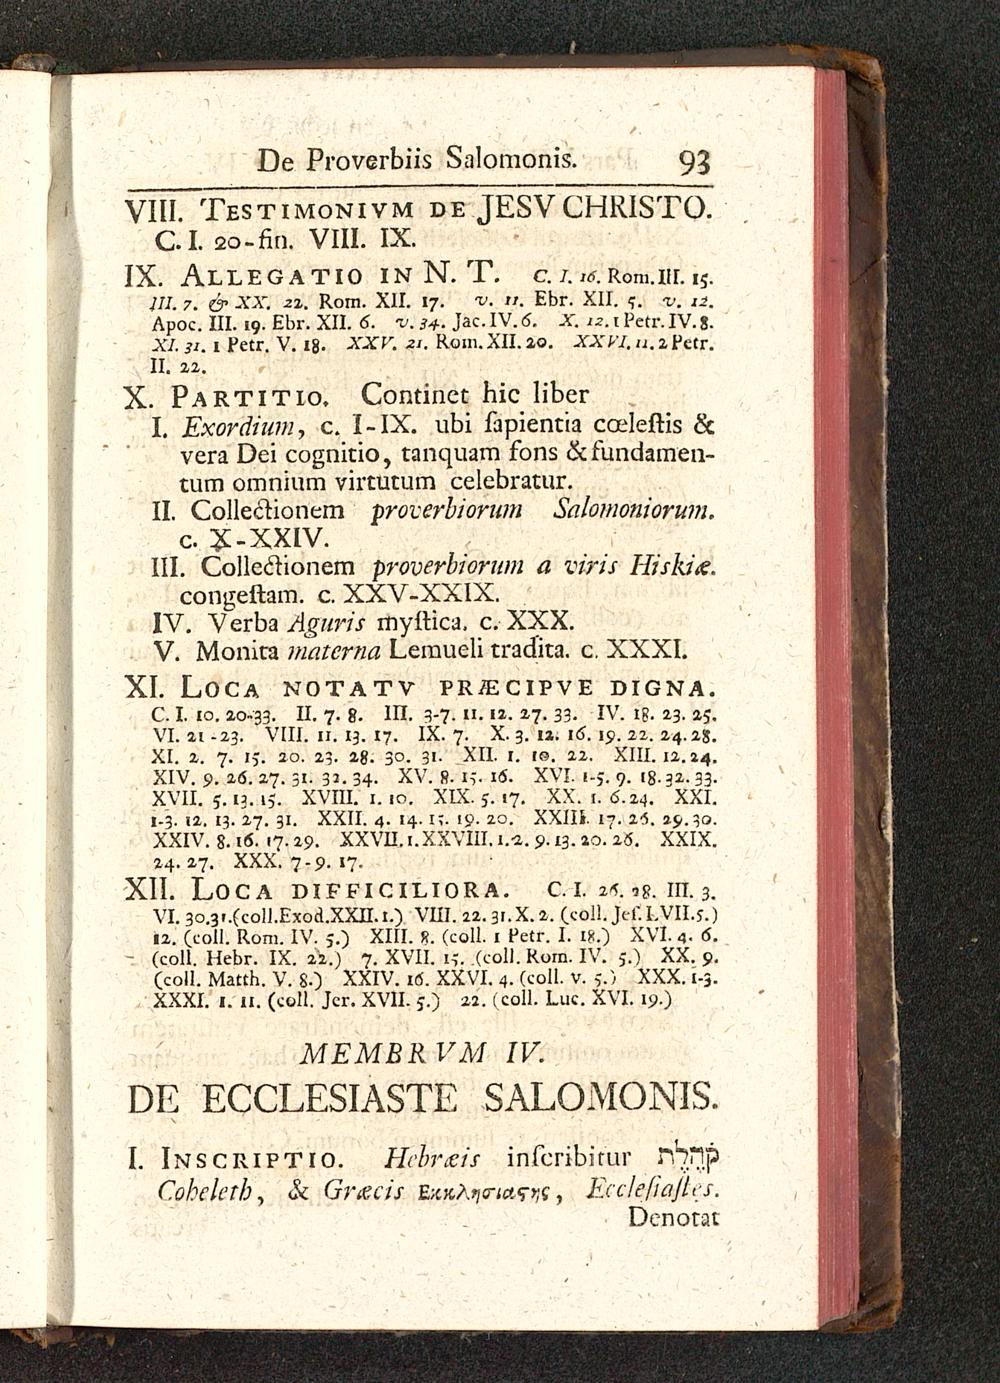 De Proverbiis Salomonis. 93
VIII. TESTIMONIVM DE JESV CHRISTO.
C. I. 20-fin. VIII. IX.
IX. ALLEGATIO IN N. T. C. I. 16. Rom. III. 15.
III. 7. & XX. 22. Rom. XII. 17. v. 11. Ebr. XII. 5. v. 12.
Apoc. III. 19. Ebr. XII. 6. v. 34. Jac. IV. 6. X. 12. 1 Petr. IV. 8.
XI. 31. 1 Petr. V. 18. XXV. 21. Rom. XII. 20. XXVI. 11. 2 Petr.
II. 22.
X. PARTITIO. Continet hic liber
I. Exordium, c. I-IX. ubi ſapientia cœleſtis &
vera Dei cognitio, tanquam fons & fundamen-
tum omnium virtutum celebratur.
II. Collectionem proverbiorum Salomoniorum.
c. X-XXIV.
III. Collectionem proverbiorum a viris Hiskiæ.
congeſtam. c. XXV-XXIX.
IV. Verba Aguris myſtica. c. XXX.
V. Monita materna Lemueli tradita. c. XXXI.
XI. LOCA NOTATV PRÆCIPVE DIGNA.
C. I. 10. 20-33. II. 7. 8. III. 3-7. 11. 12. 27. 33. IV. 18. 23. 25.
VI. 21-23. VIII. 11. 13. 17. IX. 7. X. 3. 12. 16. 19. 22. 24. 28.
XI. 2. 7. 15. 20. 23. 28. 30. 31. XII. 1. 10. 22. XIII. 12. 24.
XIV. 9. 26. 27. 31. 32. 34. XV. 8. 15. 16. XVI. 1-5. 9. 18. 32. 33.
XVII. 5. 13. 15. XVIII. 1. 10. XIX. 5. 17. XX. 1. 6. 24. XXI.
1-3. 12. 13. 27. 31. XXII. 4. 14. 15. 19. 20. XXIII. 17. 26. 29. 30.
XXIV. 8. 16. 17. 29. XXVII. 1. XXVIII. 1. 2. 9. 13. 20. 26. XXIX.
24. 27. XXX. 7-9. 17.
XII. LOCA DIFFICILIORA. C. I. 26. 28. III. 3.
VI. 30. 31. (coll. Exod. XXII. 1.) VIII. 22. 31. X. 2. (coll. Jeſ. LVII. 5.)
12. (coll. Rom. IV. 5.) XIII. 8. (coll. 1 Petr. I. 18.) XVI. 4. 6.
(coll. Hebr. IX. 22.) 7. XVII. 15. (coll. Rom. IV. 5.) XX. 9.
(coll. Matth. V. 8.) XXIV. 16. XXVI. 4. (coll. v. 5.) XXX. 1-3.
XXXI. 1. 11. (coll. Jer. XVII. 5.) 22. (coll. Luc. XVI. 19.)
MEMBRVM IV.
DE ECCLESIASTE SALOMONIS.
I. INSCRIPTIO. Hebræis inſcribitur קֹהֶלֶת
Coheleth, & Græcis Εκκλησιαϛης, Eccleſiaſtes.
Denotat